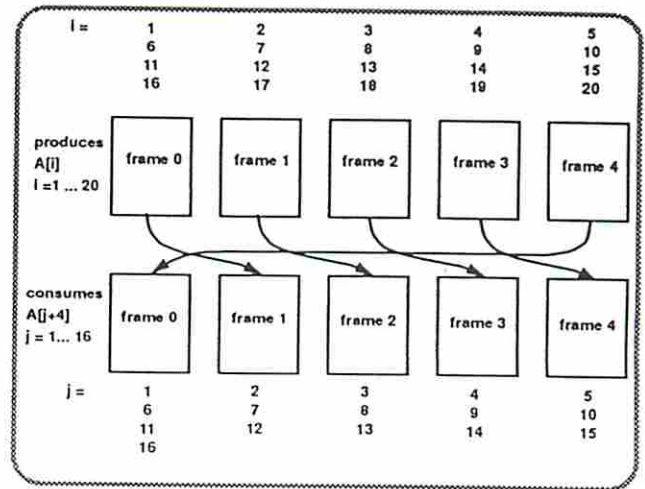 i = 1 2 3 4 5
6 7 8 9 10
11 12 13 14 15
16 17 18 19 20
produces
A[i]
i =1 ... 20
frame 0 frame 1 frame 2 frame 3 frame 4
consumes
A[j+4]
j = 1... 16
frame 0 frame 1 frame 2 frame 3 frame 4
j = 1 2 3 4 5
6 7 8 9 10
11 12 13 14 15
16